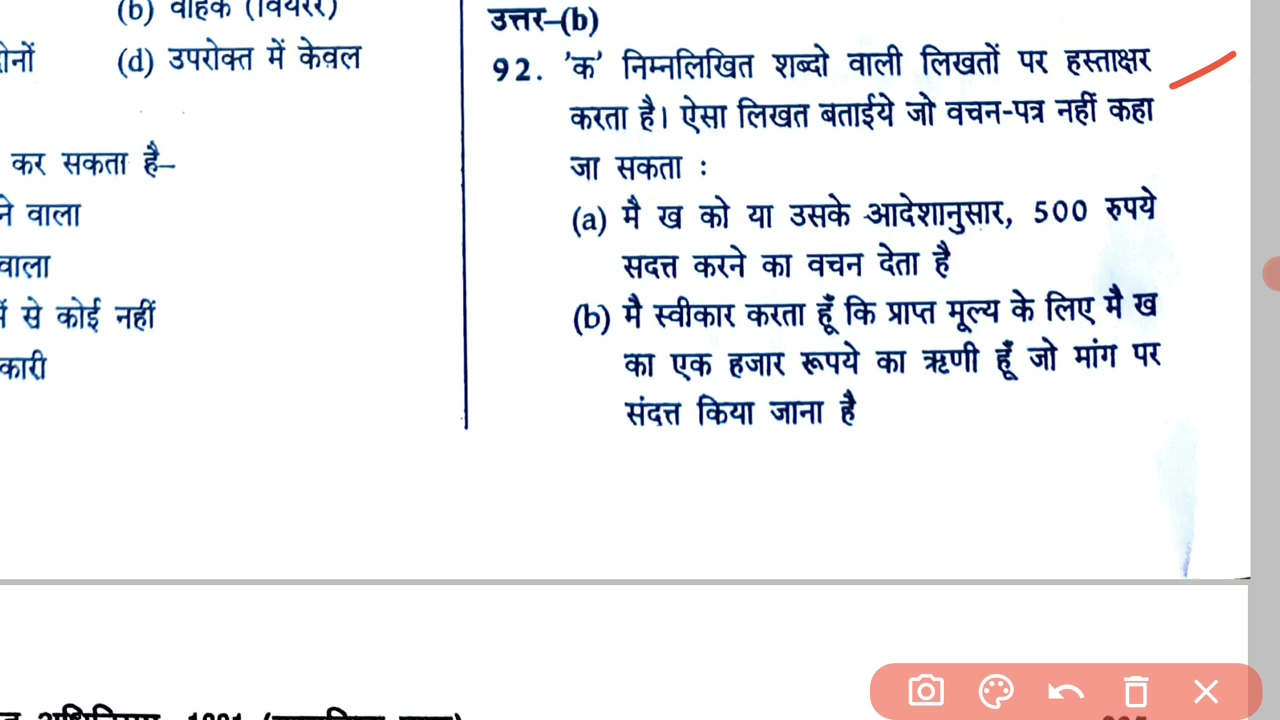 (b) वाहक (वियरर)
ोनों (d) उपरोक्त में केवल
कर सकता है–
ने वाला
वाला
में से कोई नहीं
कारी
उत्तर–(b)
92. 'क' निम्नलिखित शब्दो वाली लिखतों पर हस्ताक्षर
करता है। ऐसा लिखत बताईये जो वचन-पत्र नहीं कहा
जा सकता :
(a) मै ख को या उसके आदेशानुसार, 500 रुपये
सदत्त करने का वचन देता है
(b) मै स्वीकार करता हूँ कि प्राप्त मूल्य के लिए मै ख
का एक हजार रूपये का ऋणी हूँ जो मांग पर
संदत्त किया जाना है